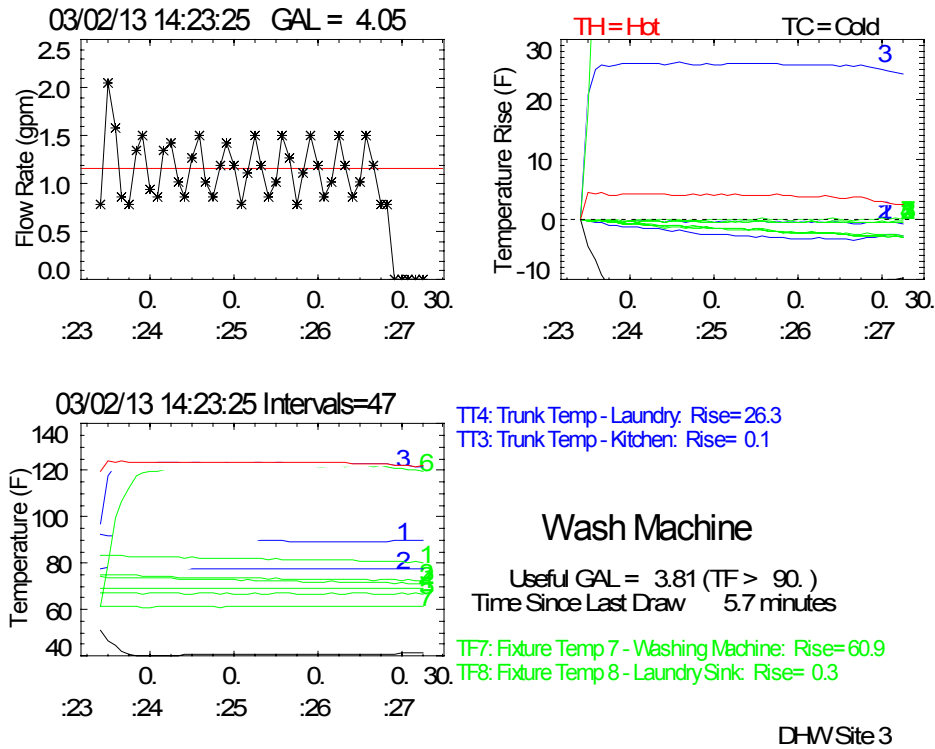 03/02/13 14:23:25 GAL = 4.05
2.5
2.0
1.5
1.0
0.5
0.0
Flow Rate (gpm)
0. 0. 0. 0. 30.
:23 :24 :25 :26 :27
TH = Hot TC = Cold
30
20
10
0
-10
Temperature Rise (F)
3
0. 0. 0. 0. 30.
:23 :24 :25 :26 :27
03/02/13 14:23:25 Intervals=47
140
120
100
80
60
40
Temperature (F)
3 6
1
1
2
7
0. 0. 0. 0. 30.
:23 :24 :25 :26 :27
TT4: Trunk Temp - Laundry: Rise= 26.3
TT3: Trunk Temp - Kitchen: Rise= 0.1
Wash Machine
Useful GAL = 3.81 (TF > 90. )
Time Since Last Draw 5.7 minutes
TF7: Fixture Temp 7 - Washing Machine: Rise= 60.9
TF8: Fixture Temp 8 - Laundry Sink: Rise= 0.3
DHW Site 3